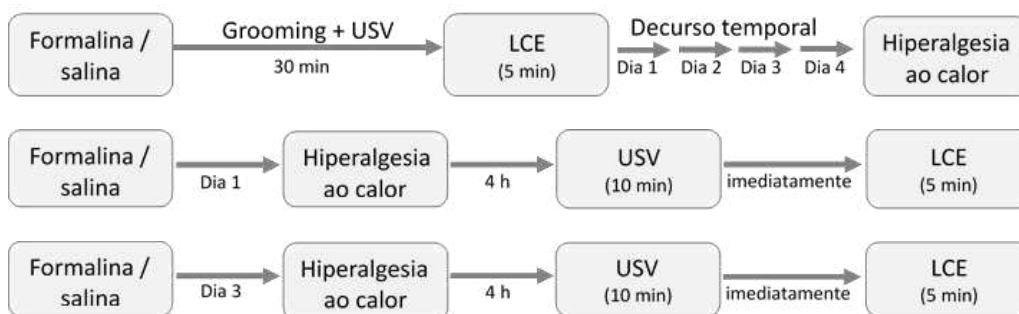 Formalina /
salina
Grooming + USV
30 min
LCE
(5 min)
Decurso temporal
Dia 1 Dia 2 Dia 3 Dia 4
Hiperalgesia
ao calor
Formalina /
salina
Dia 1
Hiperalgesia
ao calor
4 h
USV
(10 min)
imediatamente
LCE
(5 min)
Formalina /
salina
Dia 3
Hiperalgesia
ao calor
4 h
USV
(10 min)
imediatamente
LCE
(5 min)